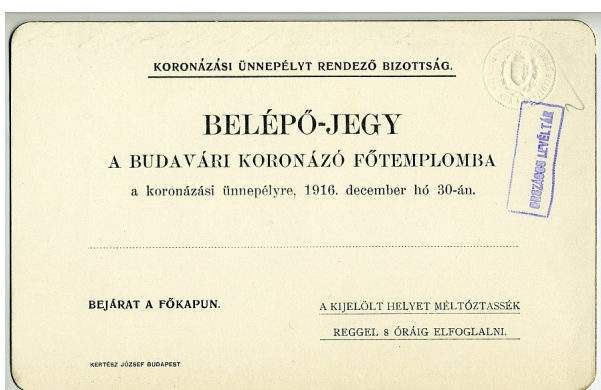 KORONÁZÁSI ÜNNEPÉLYT RENDEZŐ BIZOTTSÁG.
BELÉPŐ-JEGY
A BUDAVÁRI KORONÁZÓ FŐTEMPLOMBA
a koronázási ünnepélyre, 1916. december hó 30-án.
ORSZÁGOS LEVÉLTÁR
BEJÁRAT A FŐKAPUN.
A KIJELÖLT HELYET MÉLTÓZTASSÉK
REGGEL 8 ÓRÁIG ELFOGLALNI.
KERTÉSZ JÓZSEF BUDAPEST